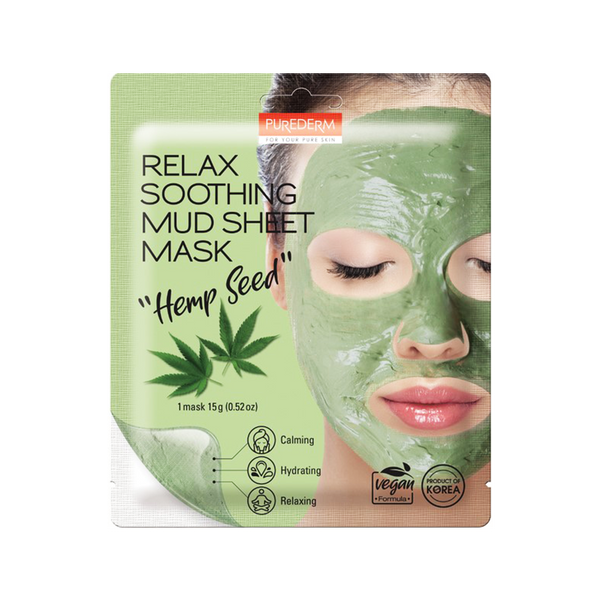 PUREDERM
FOR YOUR PURE SKIN
RELAX
SOOTHING
MUD SHEET
MASK
"Hemp Seed"
1 mask 15 g (0.52 oz)
Calming
Hydrating
Relaxing
vegan
Formula
PRODUCT OF
KOREA